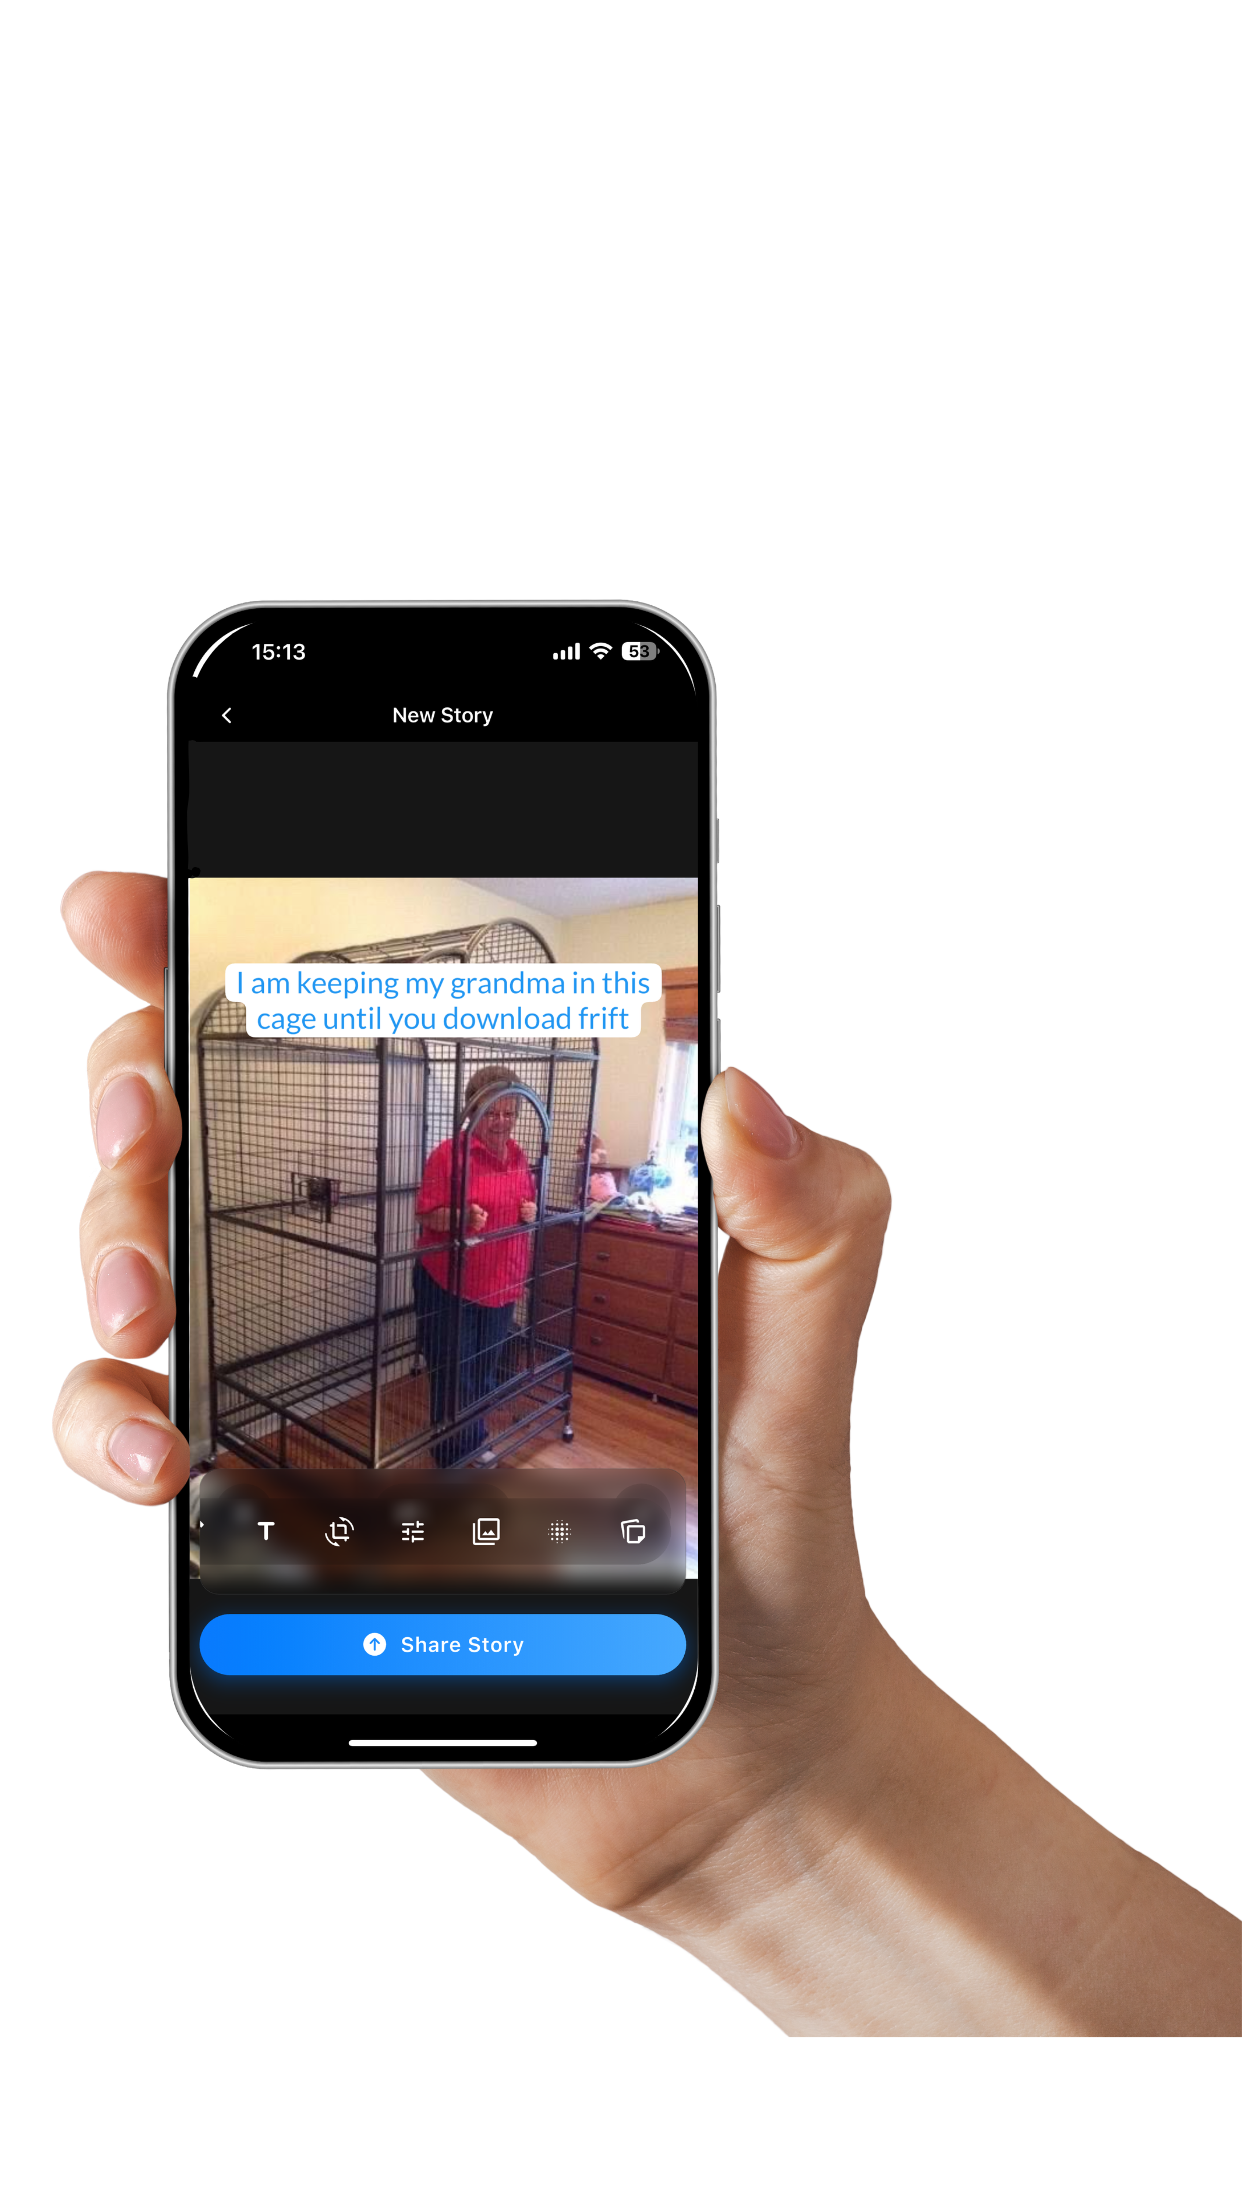 15:13
53
New Story
I am keeping my grandma in this
cage until you download frift
T
Share Story